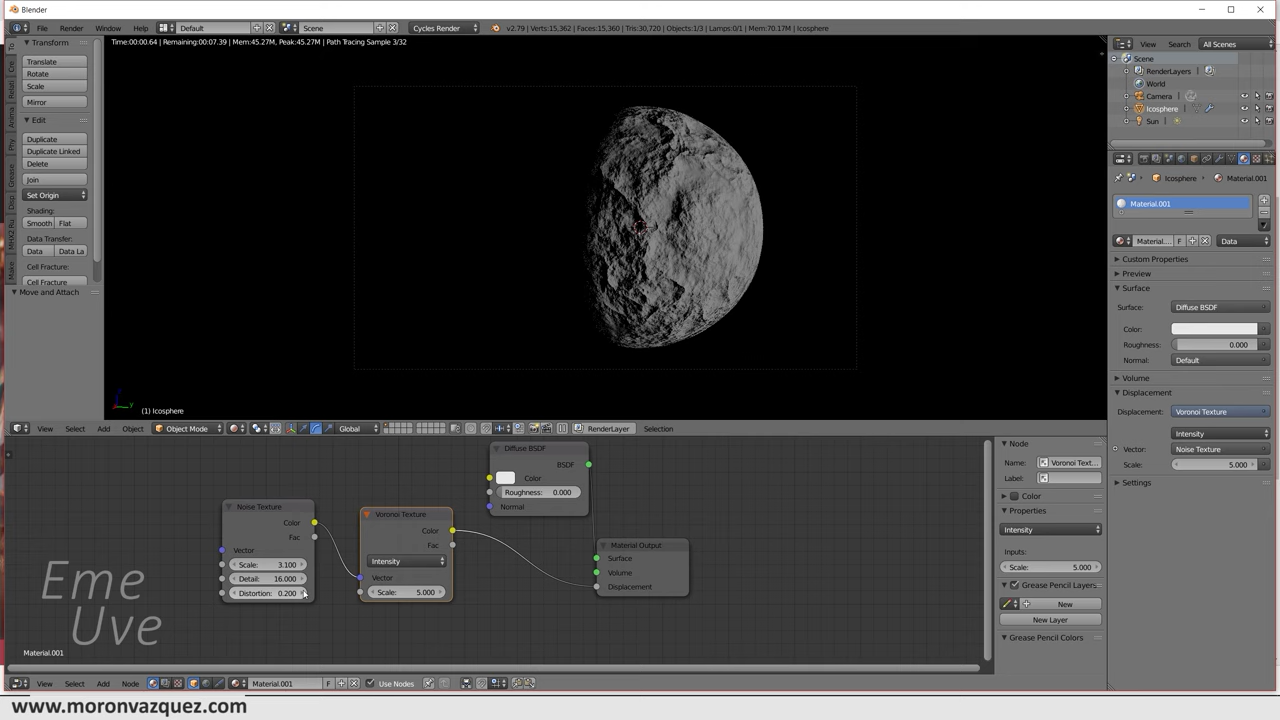 Blender
File
Render
Window
Help
Default
Scene
Cycles Render
v2.79 | Verts:15,362 | Faces:15,360 | Tris:30,720 | Objects:1/3 | Lamps:0/1 | Mem:70.17M | Icosphere
Time:00:00.64 | Remaining:00:07.39 | Mem:45.27M, Peak:45.27M | Path Tracing Sample 3/32
Transform
Translate
Rotate
Scale
Mirror
Edit
Duplicate
Duplicate Linked
Delete
Join
Set Origin
Shading:
Smooth Flat
Data Transfer:
Data Data La
Cell Fracture:
Cell Fracture
Move and Attach
(1) Icosphere
View
Select
Add
Object
Object Mode
Global
RenderLayer
Selection
View
Search
All Scenes
Scene
RenderLayers
World
Camera
Icosphere
Sun
Icosphere
Material.001
Material.001
Material....
F
Data
Custom Properties
Preview
Surface
Surface: Diffuse BSDF
Color:
Roughness: 0.000
Normal: Default
Volume
Displacement
Displacement: Voronoi Texture
Intensity
Vector: Noise Texture
Scale: 5.000
Settings
Noise Texture
Color
Fac
Vector
Scale: 3.100
Detail: 16.000
Distortion: 0.200
Voronoi Texture
Color
Fac
Intensity
Vector
Scale: 5.000
Diffuse BSDF
BSDF
Color
Roughness: 0.000
Normal
Material Output
Surface
Volume
Displacement
Node
Name: Voronoi Text...
Label:
Color
Properties
Intensity
Inputs:
Scale: 5.000
Grease Pencil Layers
New
New Layer
Grease Pencil Colors
Eme
Uve
Material.001
View
Select
Add
Node
Material.001
F
Use Nodes
www.moronvazquez.com